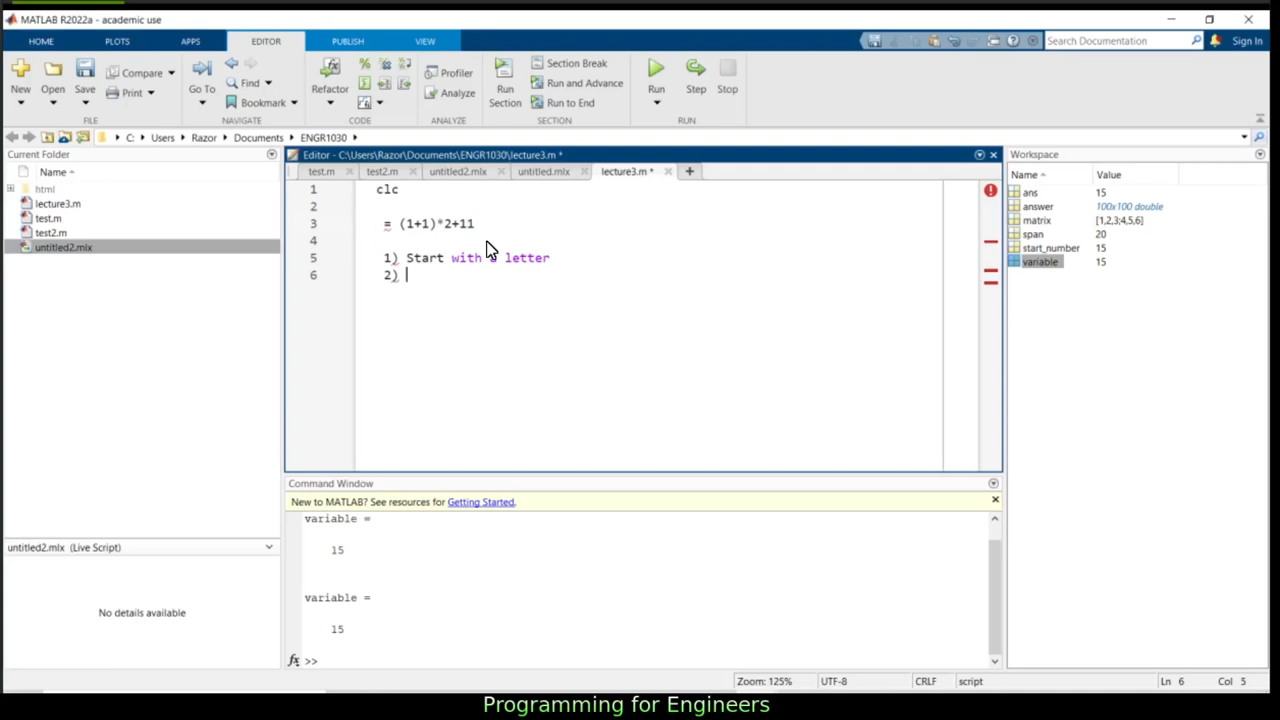 MATLAB R2022a - academic use
HOME PLOTS APPS EDITOR PUBLISH VIEW Search Documentation Sign In
New Open Save Compare Print Go To Find Bookmark Refactor Profiler Analyze Run Section Section Break Run and Advance Run to End Run Step Stop
FILE NAVIGATE CODE ANALYZE SECTION RUN
C: Users Razor Documents ENGR1030
Current Folder
Name
html
lecture3.m
test.m
test2.m
untitled2.mlx
untitled2.mlx (Live Script)
No details available
Editor - C:\Users\Razor\Documents\ENGR1030\lecture3.m *
test.m test2.m untitled2.mlx untitled.mlx lecture3.m *
1 clc
2
3 = (1+1)*2+11
4
5 1) Start with a letter
6 2)
Command Window
New to MATLAB? See resources for Getting Started.
variable =
15
variable =
15
fx >>
Workspace
Name Value
ans 15
answer 100x100 double
matrix [1,2,3;4,5,6]
span 20
start_number 15
variable 15
Zoom: 125% UTF-8 CRLF script Ln 6 Col 5
Programming for Engineers